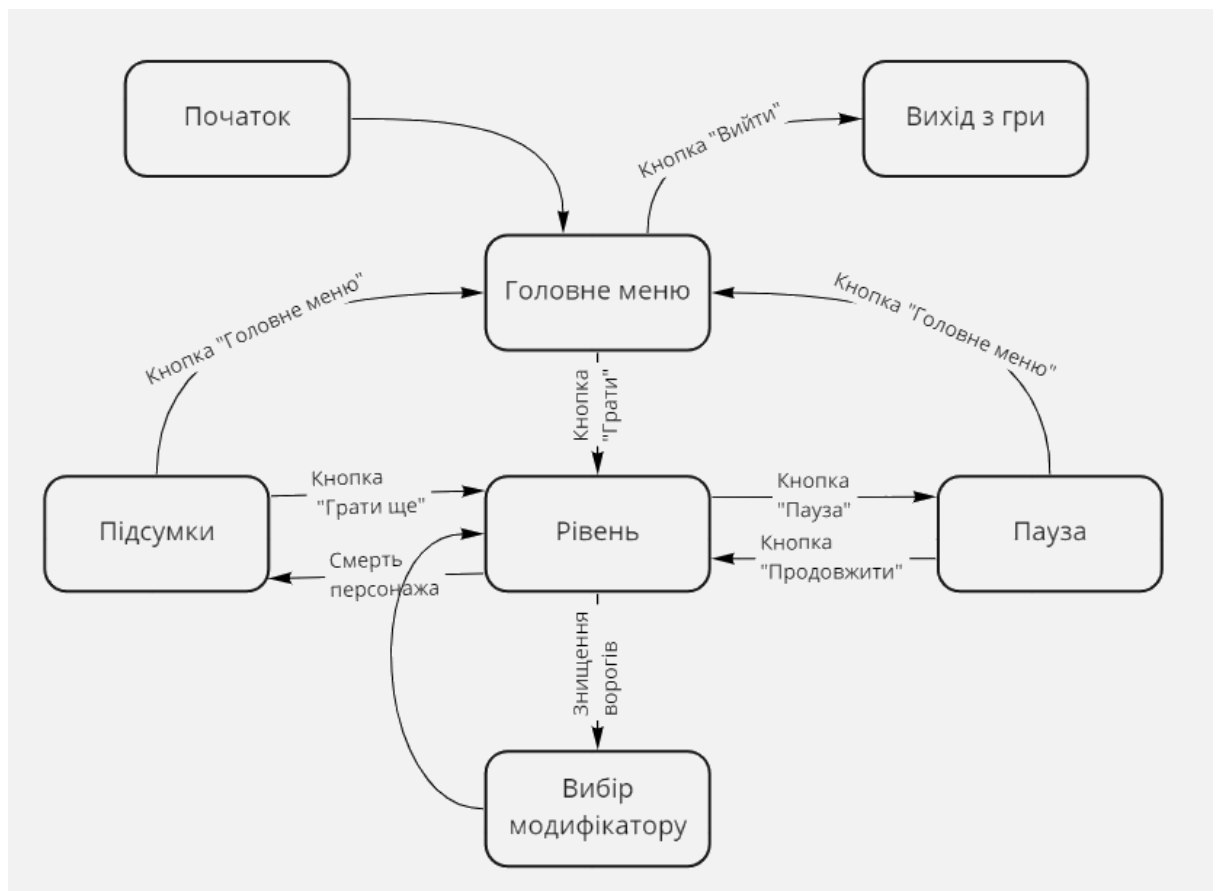 Початок
Вихід з гри
Кнопка "Вийти"
Головне меню
Кнопка "Головне меню"
Кнопка "Головне меню"
Кнопка
"Грати"
Підсумки
Кнопка
"Грати ще"
Рівень
Кнопка
"Пауза"
Пауза
Смерть
персонажа
Кнопка
"Продовжити"
Знищення
ворогів
Вибір
модифікатору